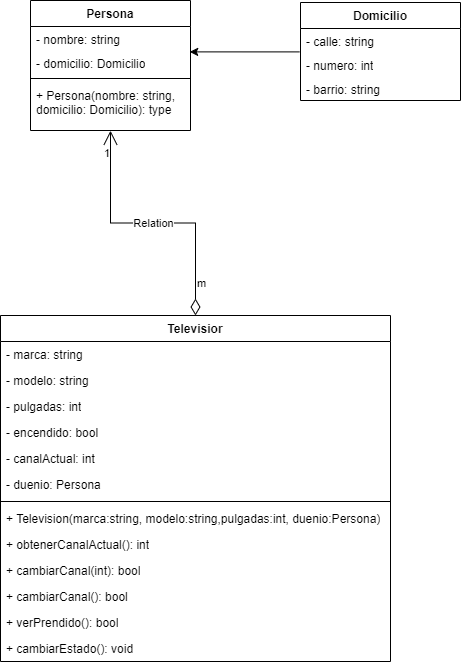 Persona
- nombre: string
- domicilio: Domicilio
+ Persona(nombre: string,
domicilio: Domicilio): type
Domicilio
- calle: string
- numero: int
- barrio: string
1
Relation
m
Televisior
- marca: string
- modelo: string
- pulgadas: int
- encendido: bool
- canalActual: int
- duenio: Persona
+ Television(marca:string, modelo:string,pulgadas:int, duenio:Persona)
+ obtenerCanalActual(): int
+ cambiarCanal(int): bool
+ cambiarCanal(): bool
+ verPrendido(): bool
+ cambiarEstado(): void